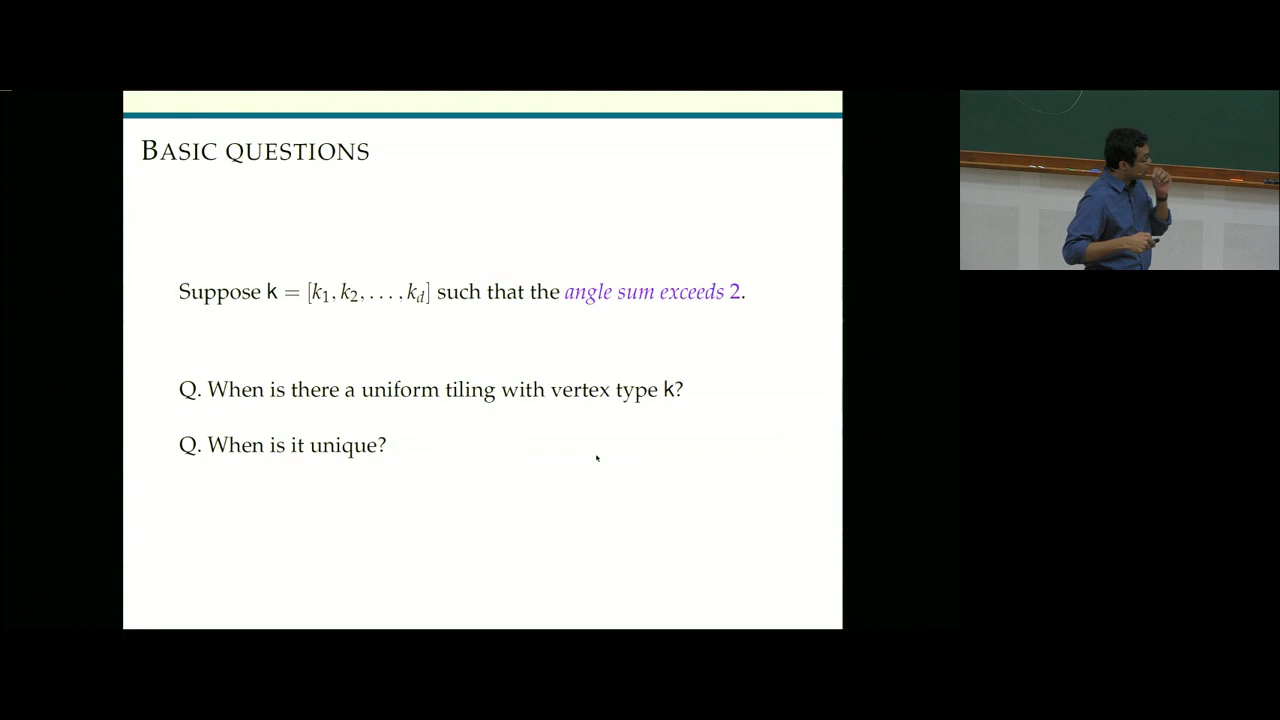 BASIC QUESTIONS
Suppose k = [k₁, k₂, . . . , k_d] such that the angle sum exceeds 2.
Q. When is there a uniform tiling with vertex type k?
Q. When is it unique?